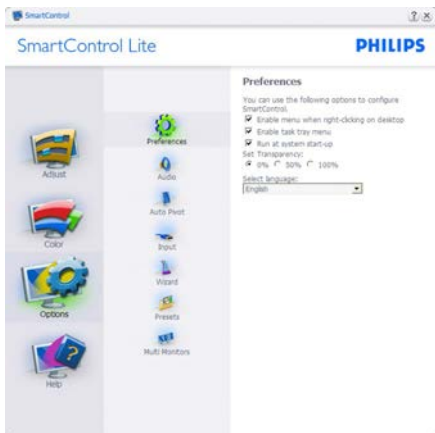 SmartControl
SmartControl Lite
PHILIPS
Adjust
Color
Options
Help
Preferences
Audio
Auto Pivot
Input
Wizard
Presets
Multi Monitors
Preferences
You can use the following options to configure
SmartControl.
Enable menu when right-clicking on desktop
Enable task tray menu
Run at system start-up
Set Transparency:
0% 50% 100%
Select language:
English